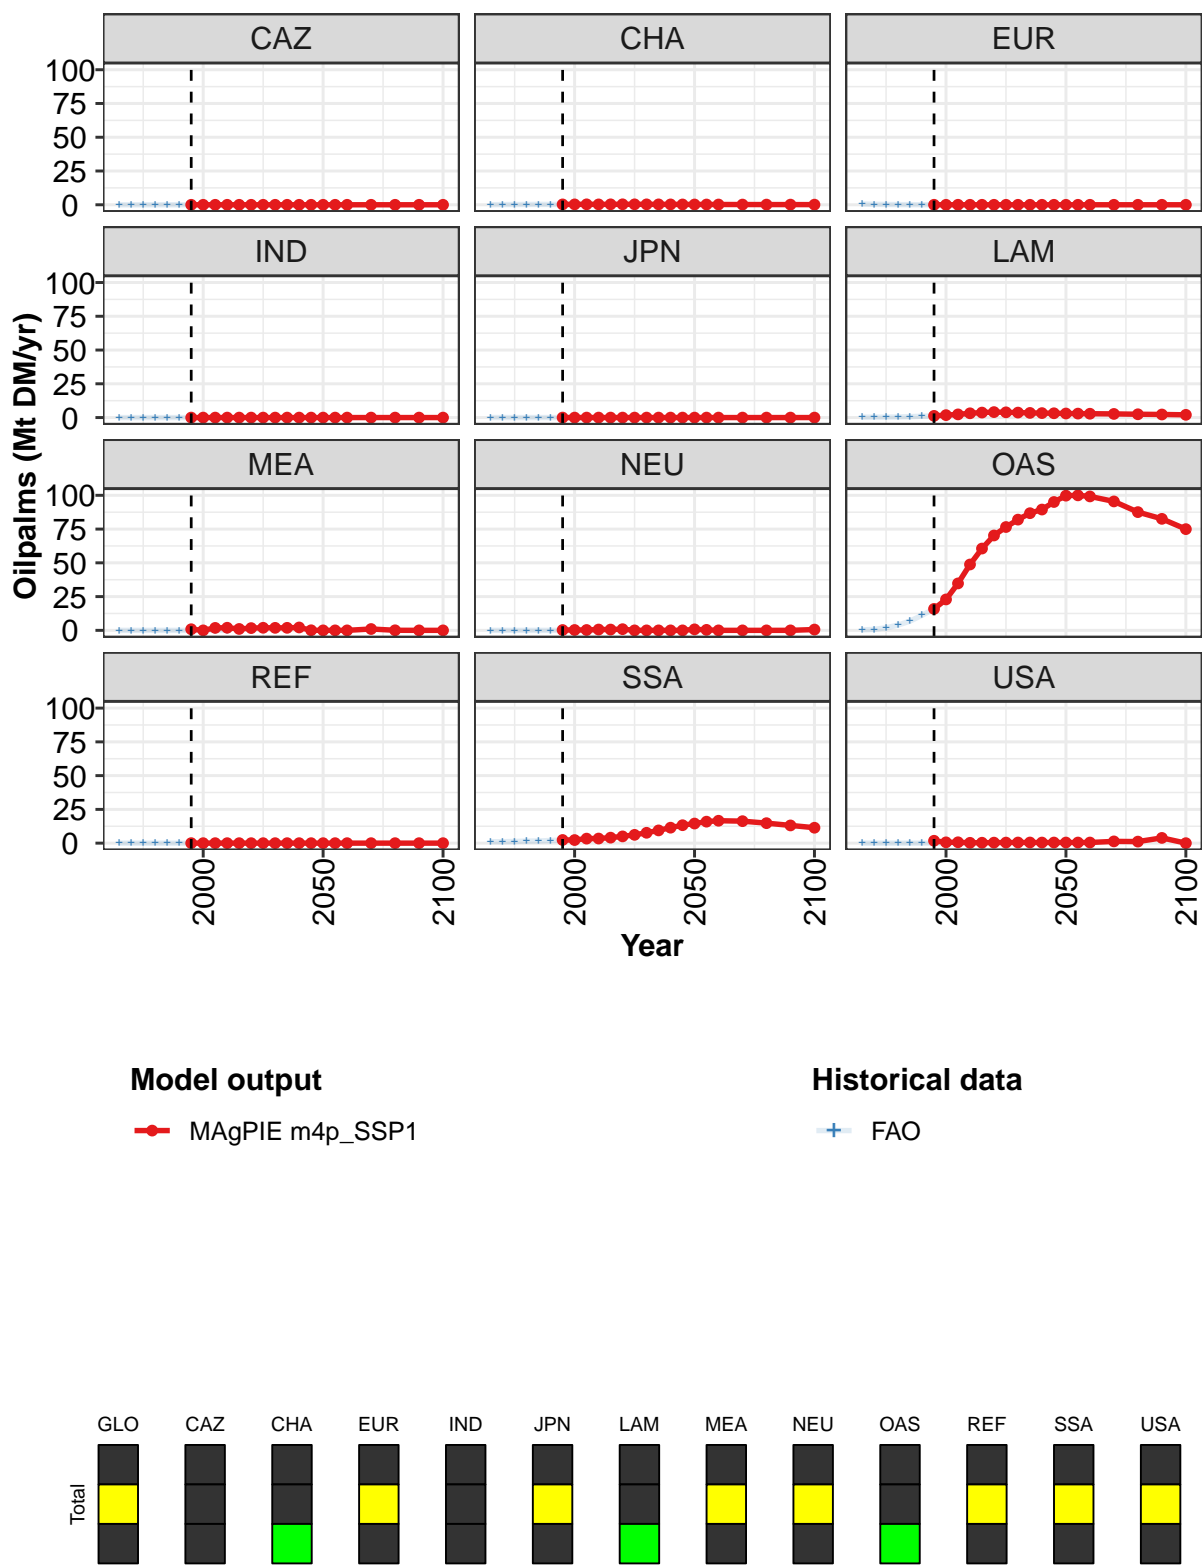 CAZ CHA EUR
100
75
50
25
0
IND JPN LAM
100
75
50
25
0
MEA NEU OAS
100
75
50
25
0
REF SSA USA
100
75
50
25
0
Oilpalms (Mt DM/yr)
2000 2050 2100 2000 2050 2100 2000 2050 2100
Year
Model output Historical data
MAgPIE m4p_SSP1 FAO
GLO CAZ CHA EUR IND JPN LAM MEA NEU OAS REF SSA USA
Total